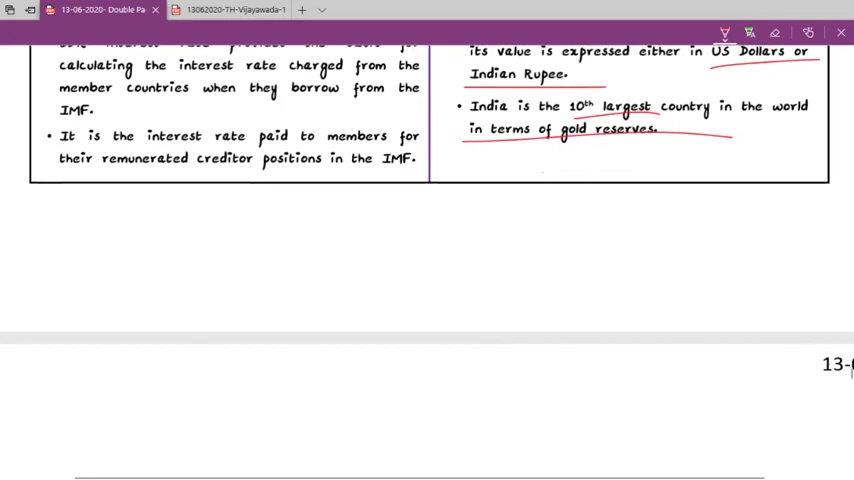 13-06-2020- Double Pa
13062020-TH-Vijayawada-1
calculating the interest rate charged from the
member countries when they borrow from the
IMF.
• It is the interest rate paid to members for
their remunerated creditor positions in the IMF.
its value is expressed either in US Dollars or
Indian Rupee.
• India is the 10th largest country in the world
in terms of gold reserves.
13-